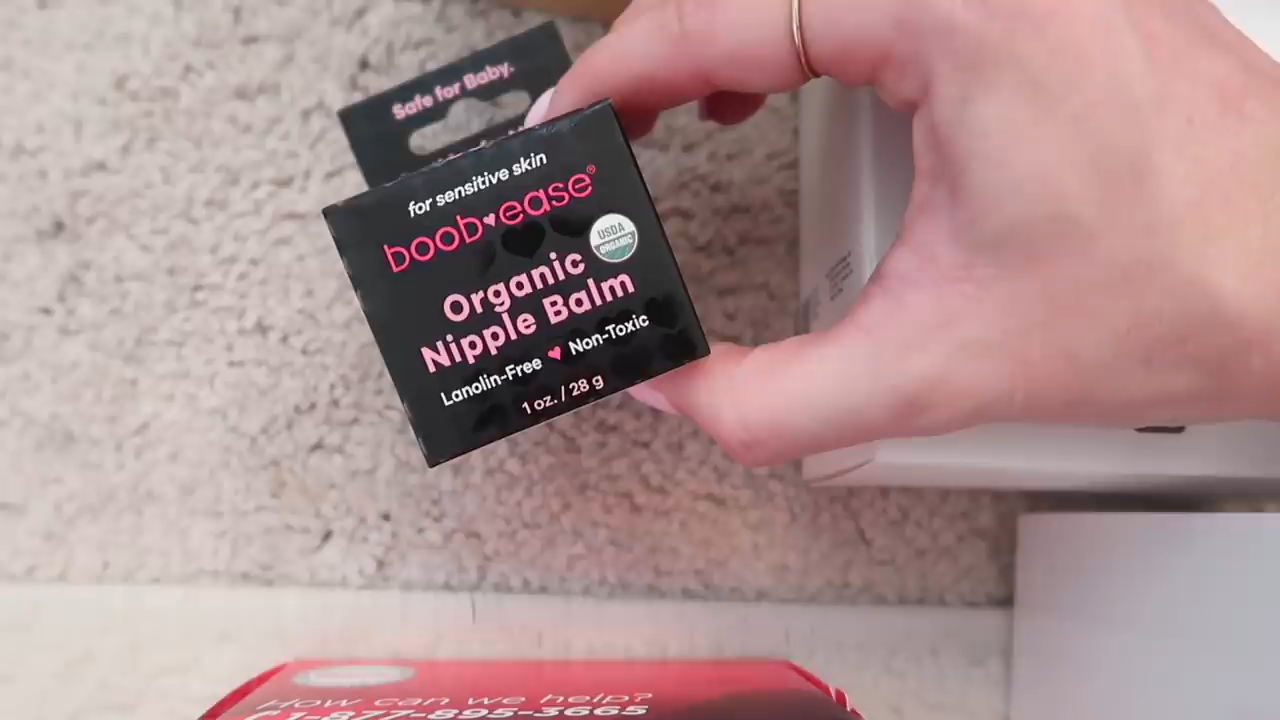 Safe for Baby.
for sensitive skin
boob♥ease®
USDA
ORGANIC
Organic
Nipple Balm
Lanolin-Free ♥ Non-Toxic
1 oz. / 28 g
How can we help?
1-877-895-3665